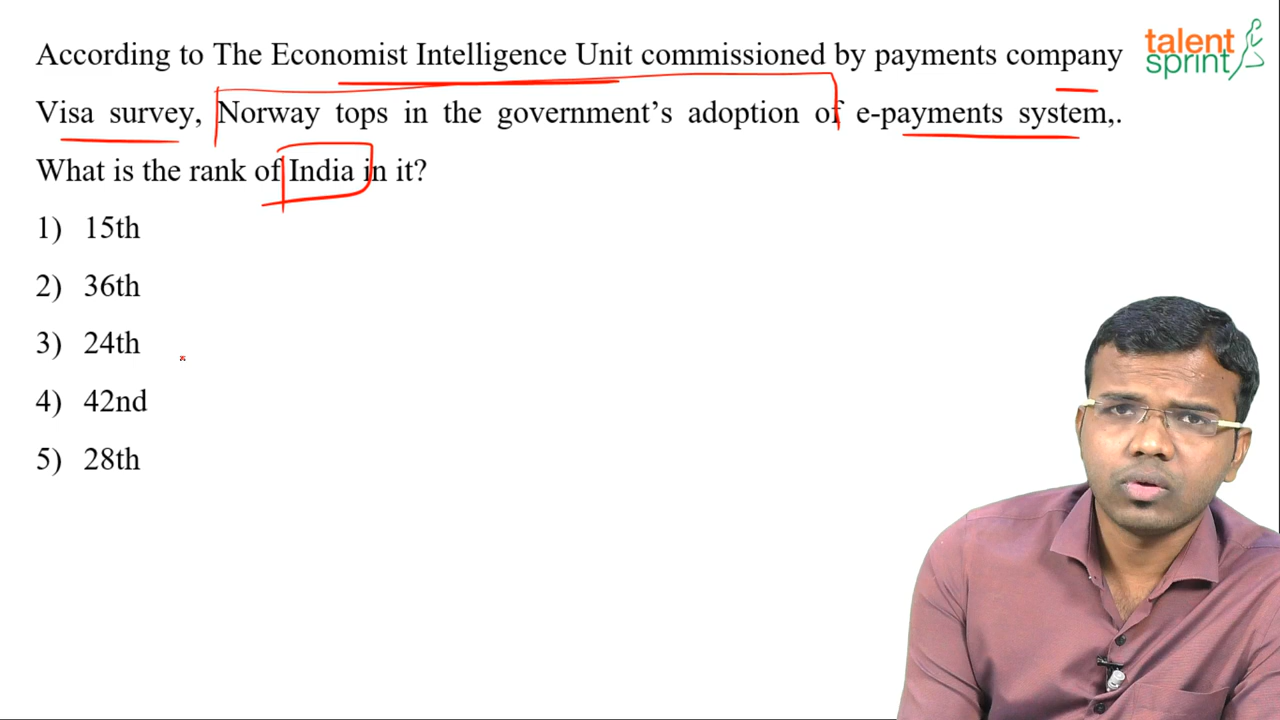 According to The Economist Intelligence Unit commissioned by payments company
Visa survey, Norway tops in the government's adoption of e-payments system,.
What is the rank of India in it?
1) 15th
2) 36th
3) 24th
4) 42nd
5) 28th
talent
sprint